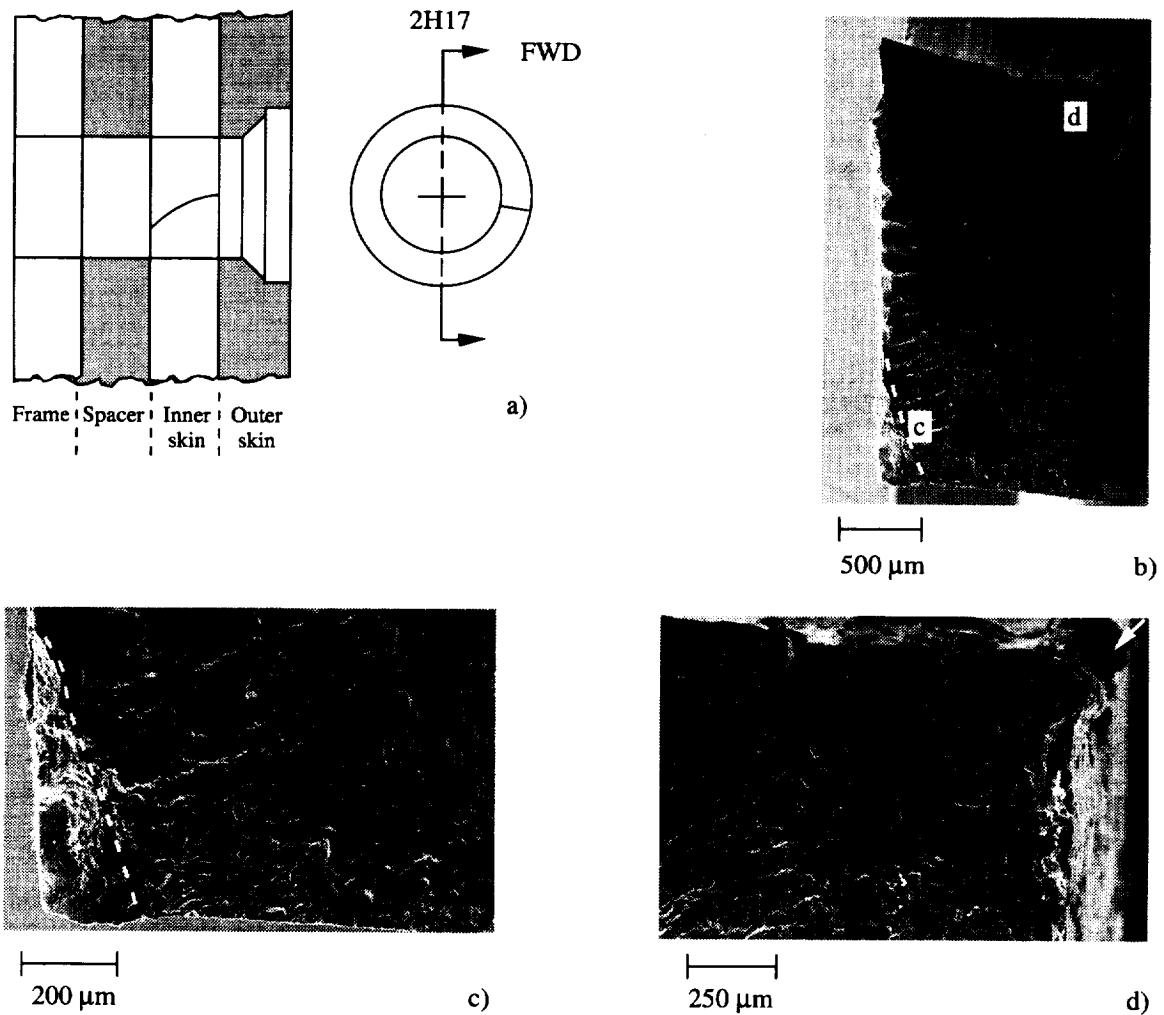 2H17
FWD
Frame
Spacer
Inner
skin
Outer
skin
a)
d
c
500 μm
b)
200 μm
c)
250 μm
d)